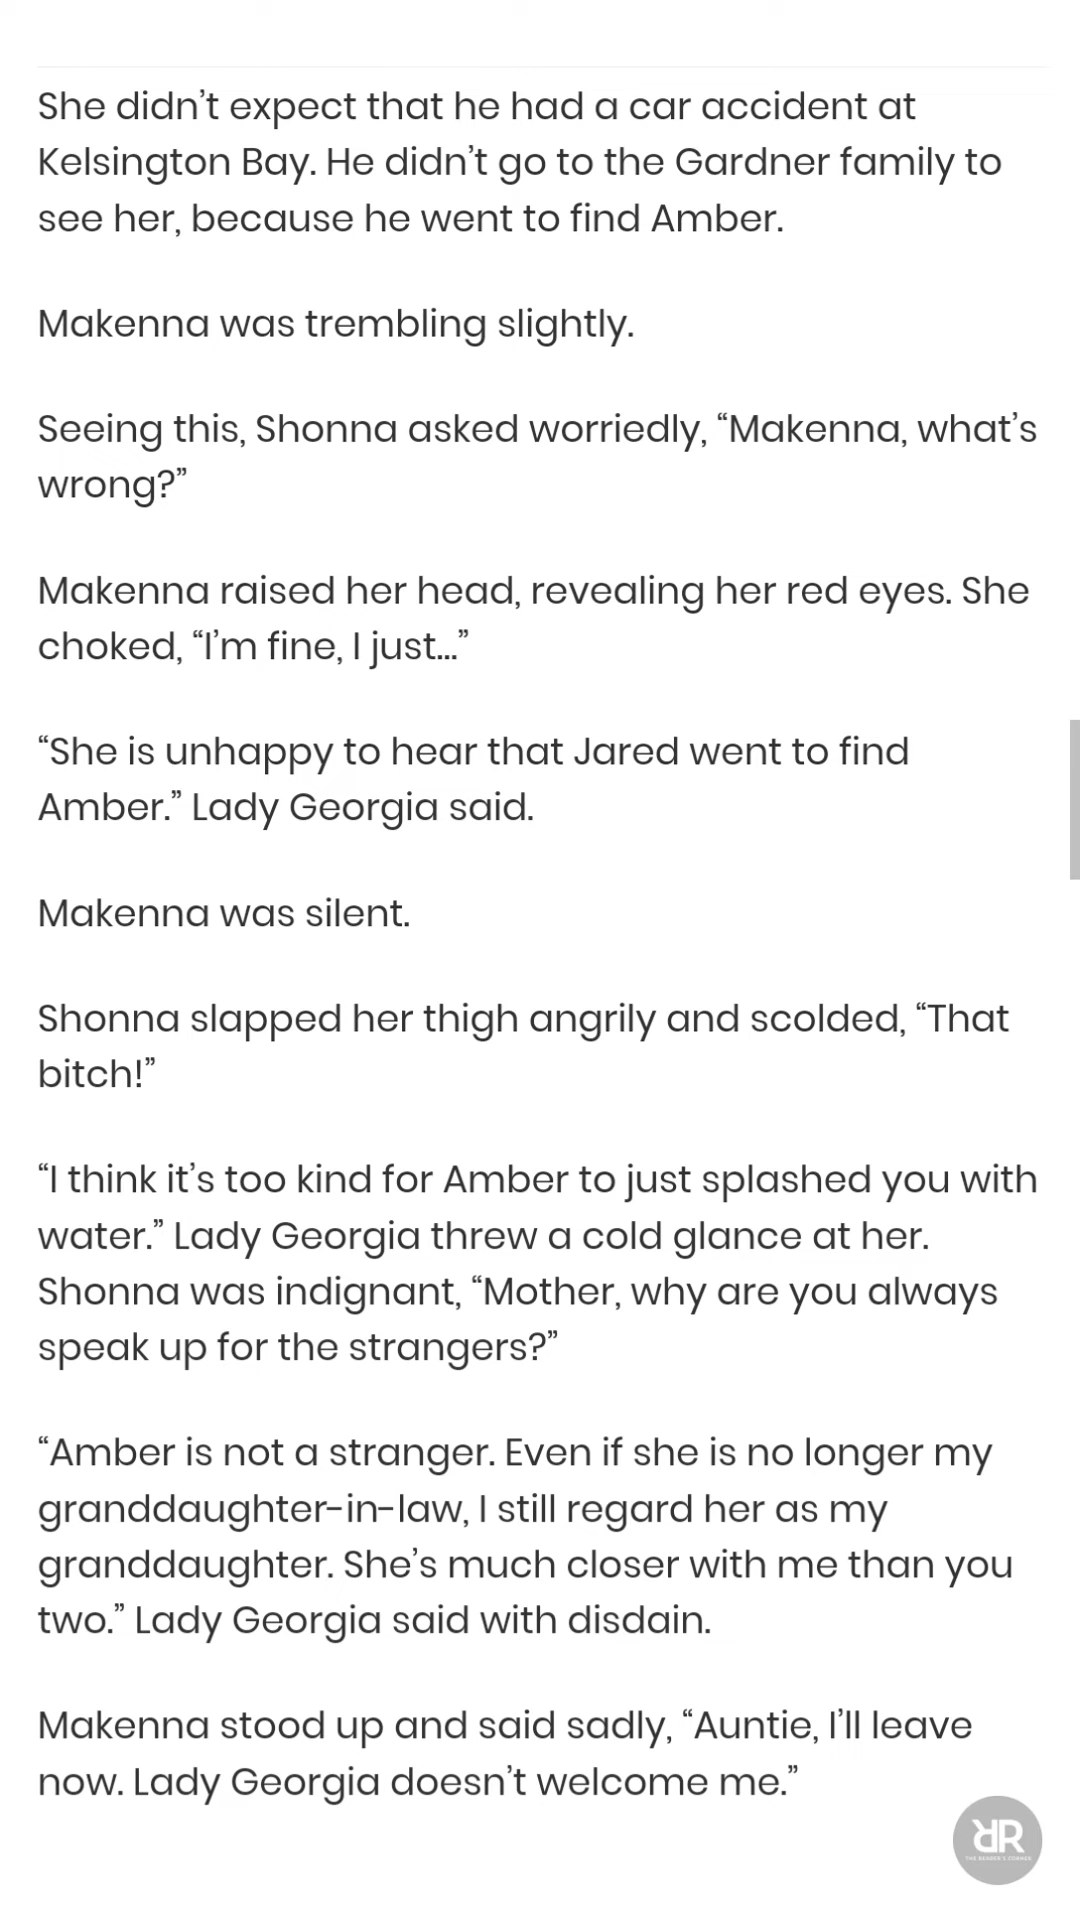 She didn’t expect that he had a car accident at
Kelsington Bay. He didn’t go to the Gardner family to
see her, because he went to find Amber.
Makenna was trembling slightly.
Seeing this, Shonna asked worriedly, “Makenna, what’s
wrong?”
Makenna raised her head, revealing her red eyes. She
choked, “I’m fine, I just…”
“She is unhappy to hear that Jared went to find
Amber.” Lady Georgia said.
Makenna was silent.
Shonna slapped her thigh angrily and scolded, “That
bitch!”
“I think it’s too kind for Amber to just splashed you with
water.” Lady Georgia threw a cold glance at her.
Shonna was indignant, “Mother, why are you always
speak up for the strangers?”
“Amber is not a stranger. Even if she is no longer my
granddaughter-in-law, I still regard her as my
granddaughter. She’s much closer with me than you
two.” Lady Georgia said with disdain.
Makenna stood up and said sadly, “Auntie, I’ll leave
now. Lady Georgia doesn’t welcome me.”
RR
THE READER'S CORNER